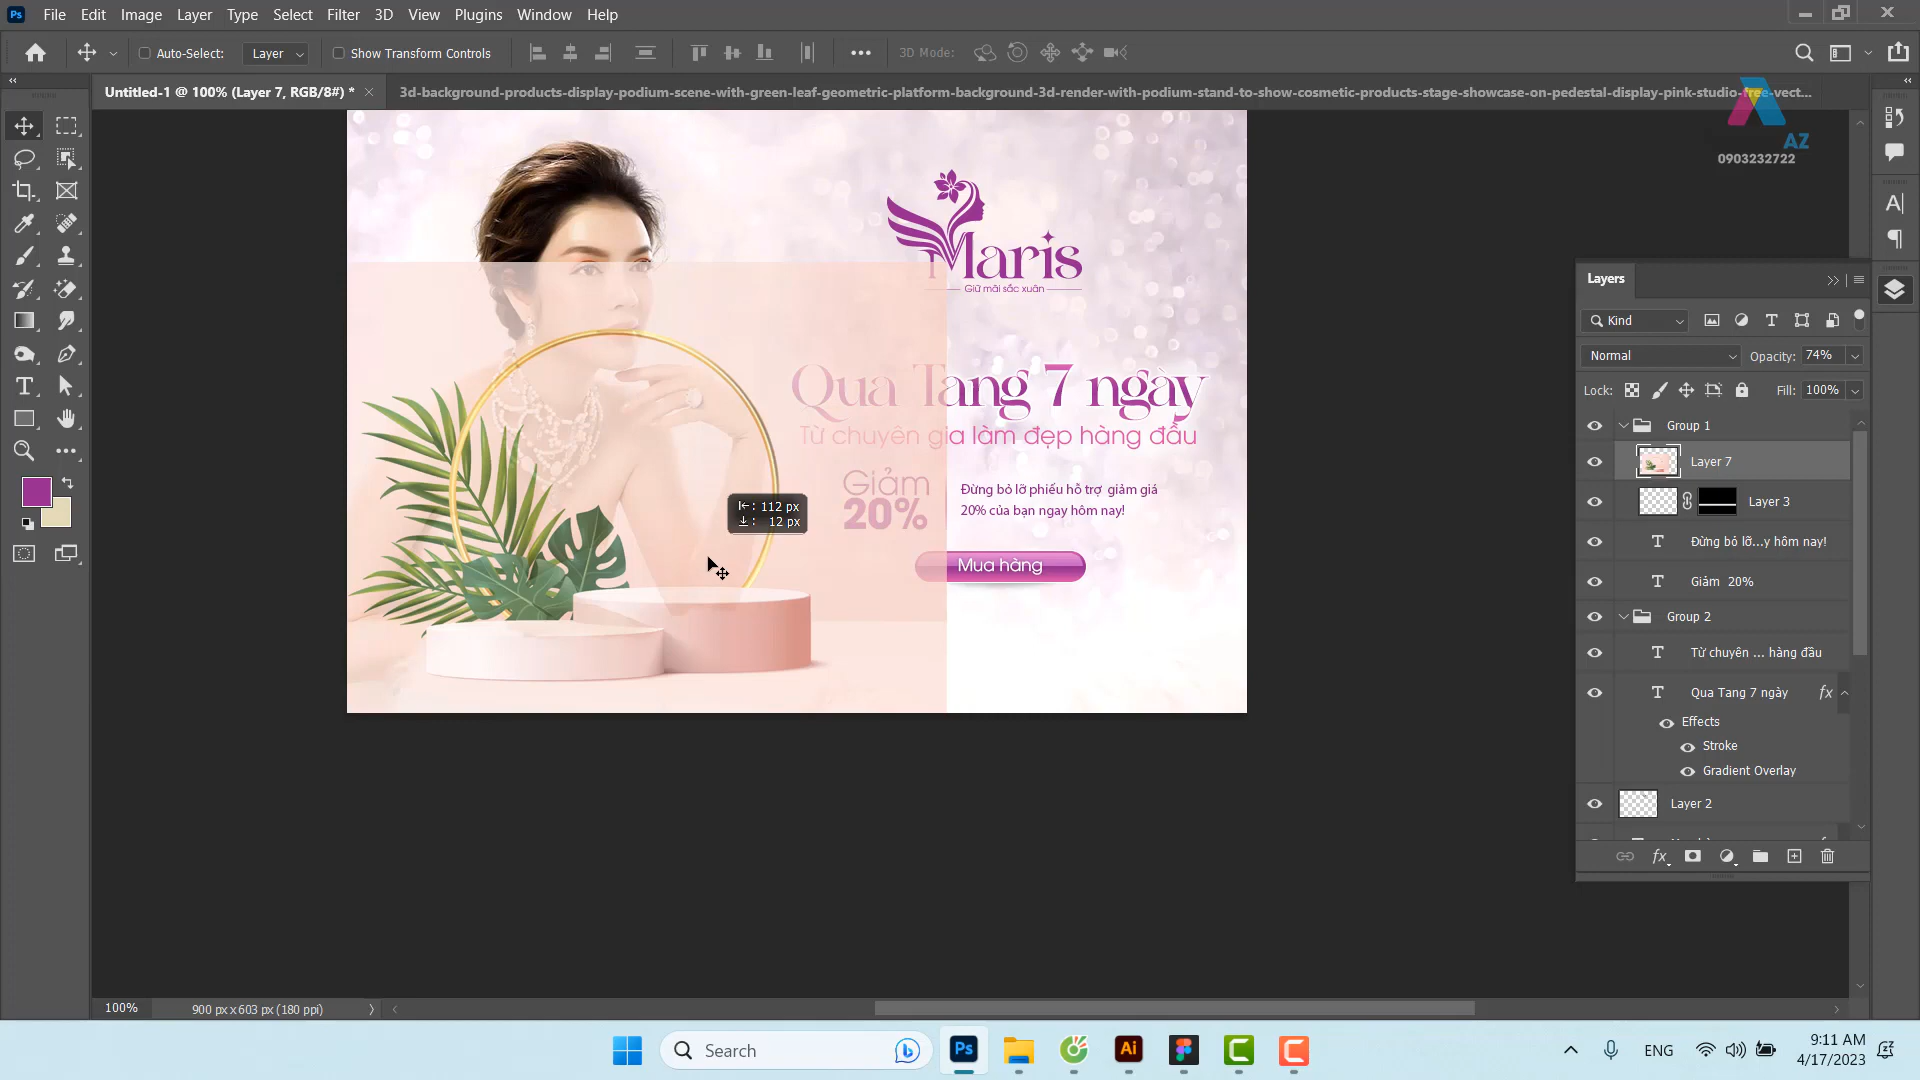 Ps File Edit Image Layer Type Select Filter 3D View Plugins Window Help
Auto-Select: Layer Show Transform Controls 3D Mode:
Untitled-1 @ 100% (Layer 7, RGB/8#) *
3d-background-products-display-podium-scene-with-green-leaf-geometric-platform-background-3d-render-with-podium-stand-to-show-cosmetic-products-stage-showcase-on-pedestal-display-pink-studio-free-vect...
AZ
0903232722
Maris
Giữ mãi sắc xuân
Qua Tang 7 ngày
Từ chuyên gia làm đẹp hàng đầu
Giảm
20%
Đừng bỏ lỡ phiếu hỗ trợ giảm giá
20% của bạn ngay hôm nay!
Mua hàng
: 112 px
: 12 px
Layers
Kind
Normal Opacity: 74%
Lock: Fill: 100%
Group 1
Layer 7
Layer 3
Đừng bỏ lỡ...y hôm nay!
Giảm 20%
Group 2
Từ chuyên ... hàng đầu
Qua Tang 7 ngày fx
Effects
Stroke
Gradient Overlay
Layer 2
fx
100% 900 px x 603 px (180 ppi)
Search
Ps
Ai
ENG
9:11 AM
4/17/2023